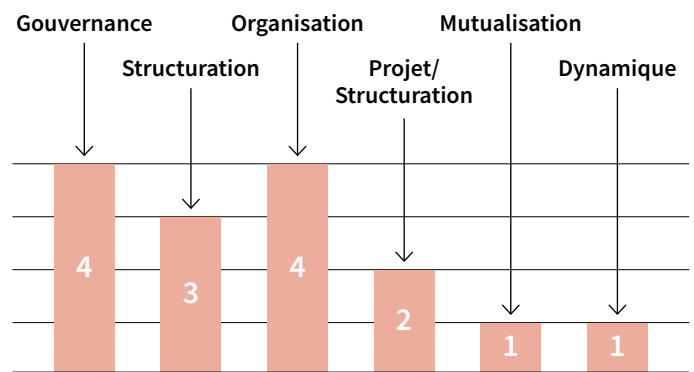 Gouvernance
Organisation
Mutualisation
Structuration
Projet/
Structuration
Dynamique
4
3
4
2
1
1